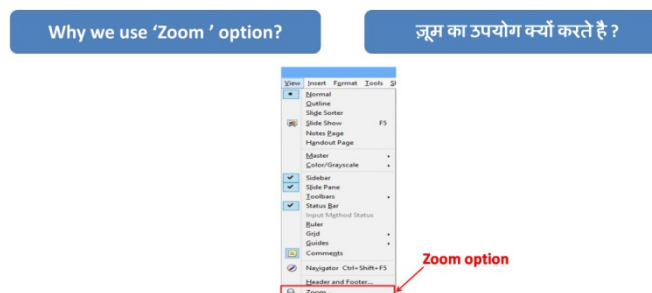 Why we use ‘Zoom ’ option?
ज़ूम का उपयोग क्यों करते है ?
View Insert Format Tools Sl
Normal
Outline
Slide Sorter
Slide Show F5
Notes Page
Handout Page
Master
Color/Grayscale
Sidebar
Slide Pane
Toolbars
Status Bar
Input Method Status
Ruler
Grid
Guides
Comments
Navigator Ctrl+Shift+F5
Header and Footer...
Zoom...
Zoom option